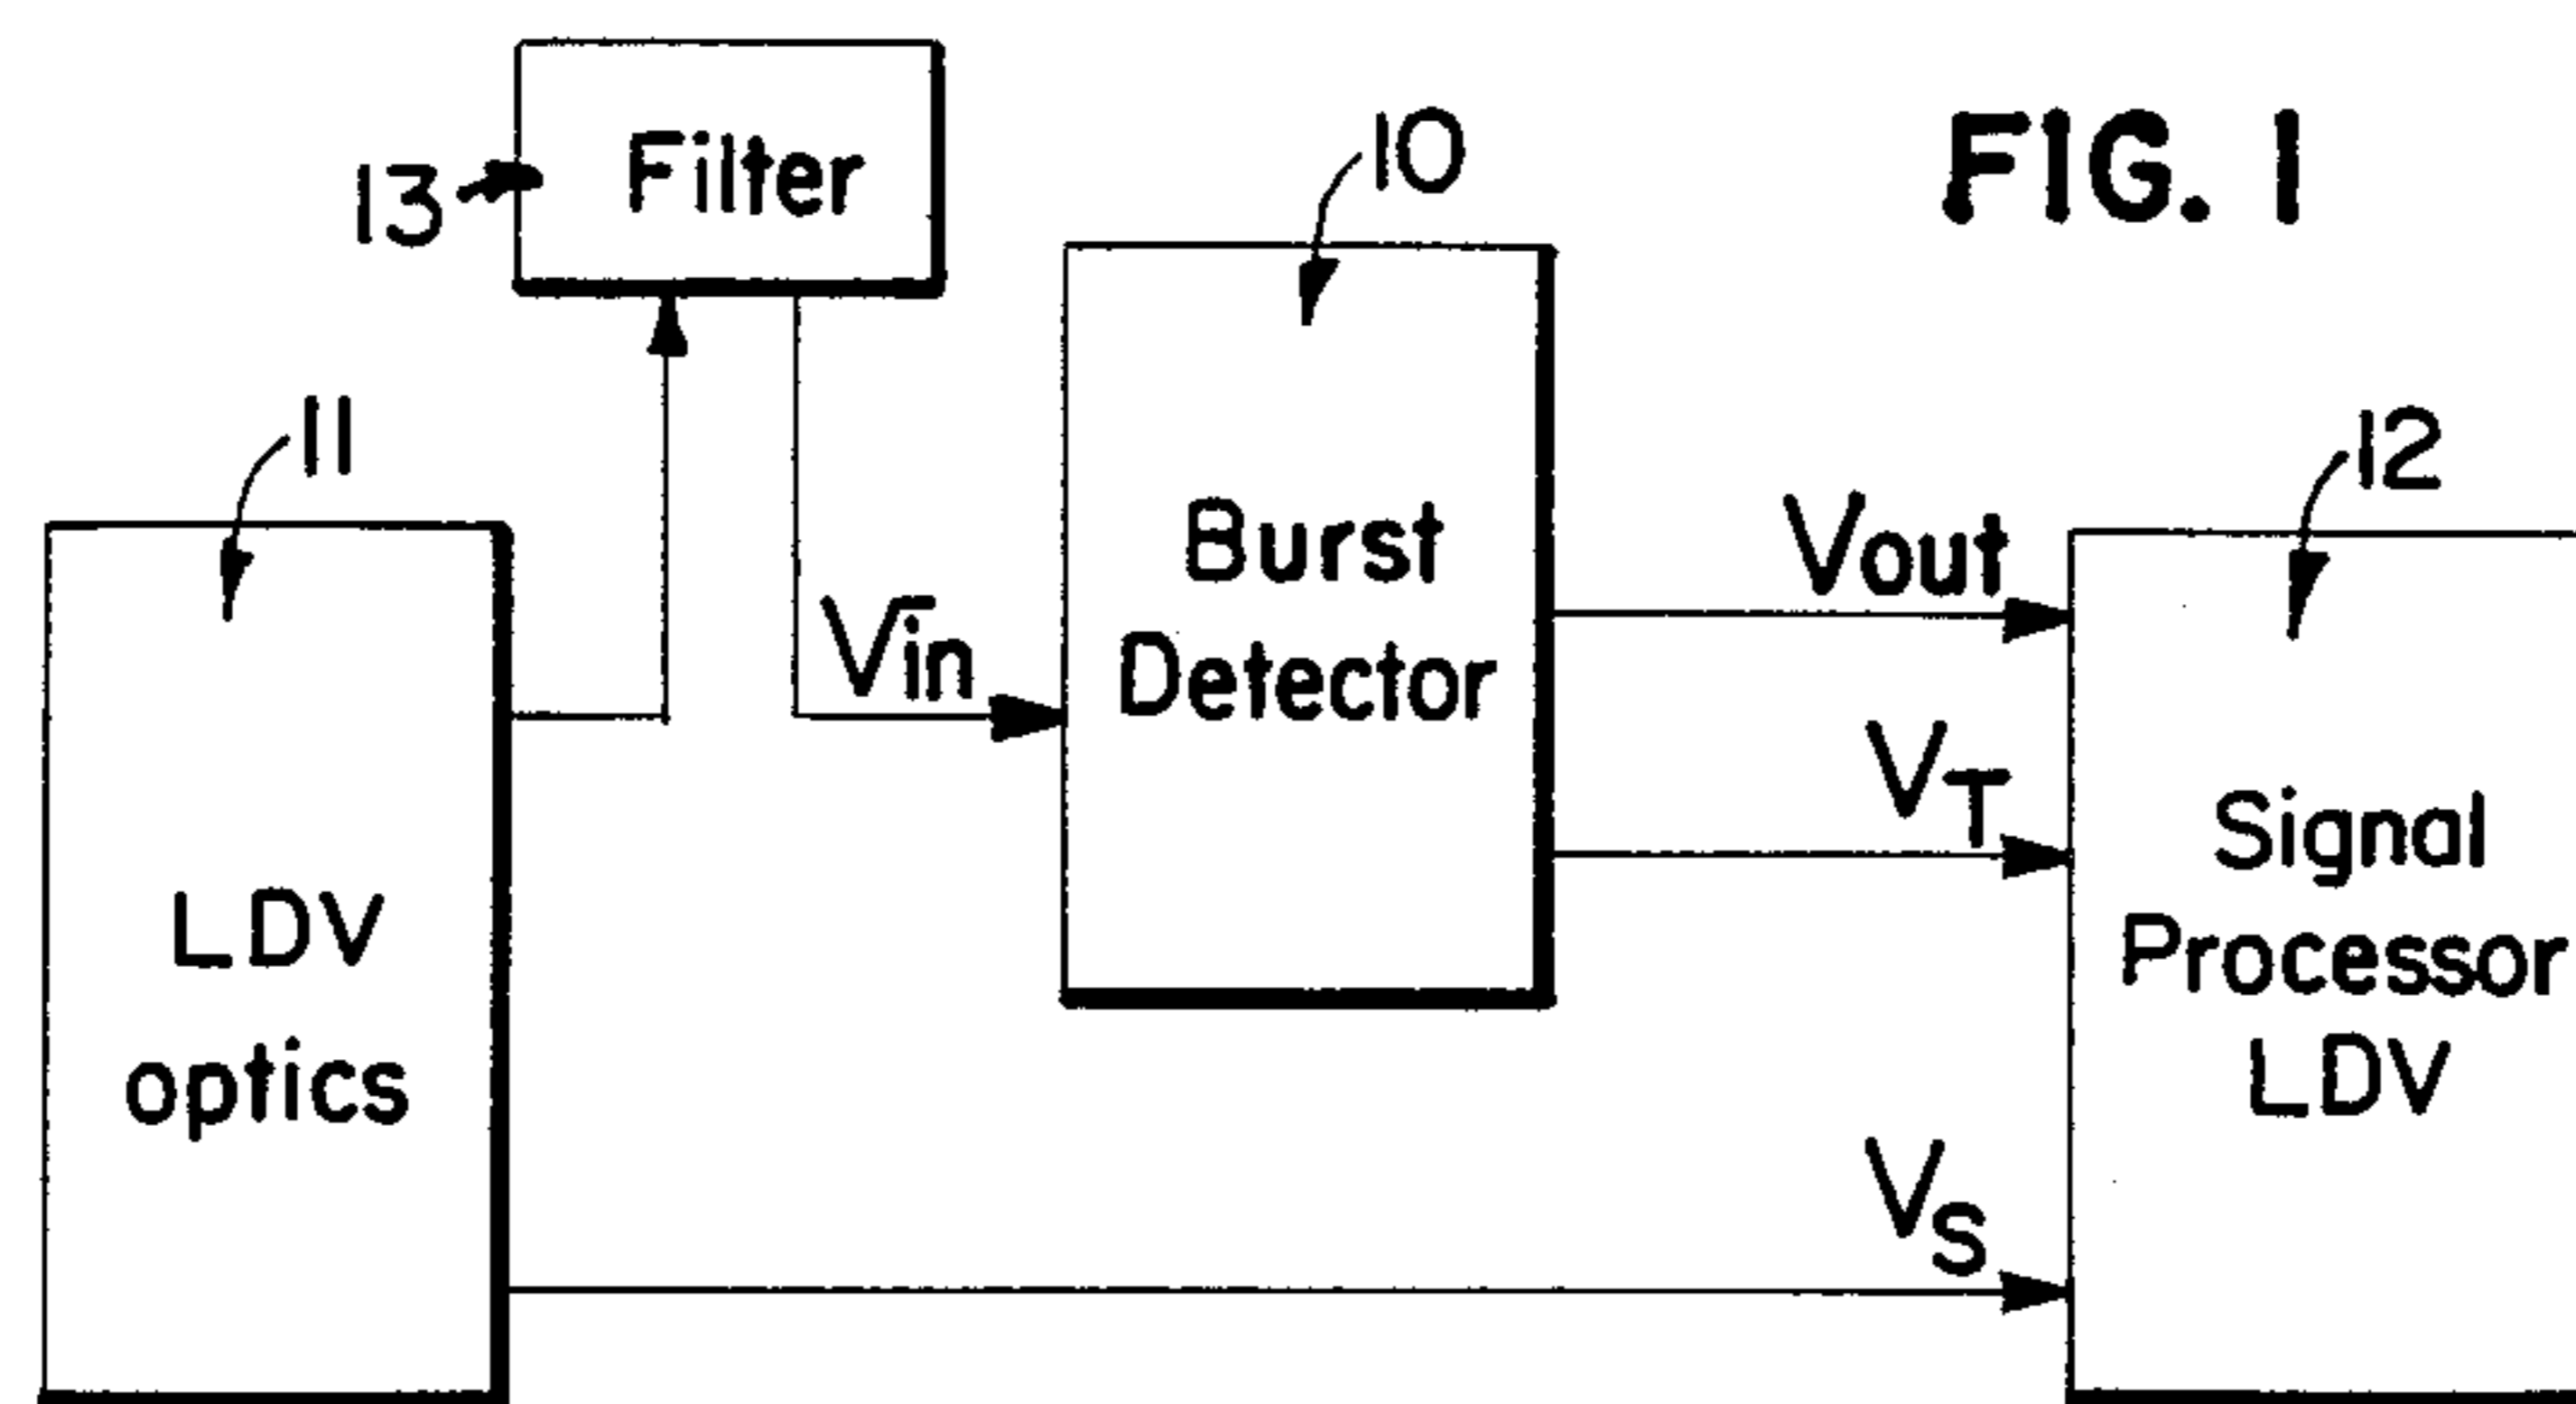 FIG. 1
13
Filter
10
11
12
Burst
Detector
Vin
Vout
VT
VS
LDV
optics
Signal
Processor
LDV